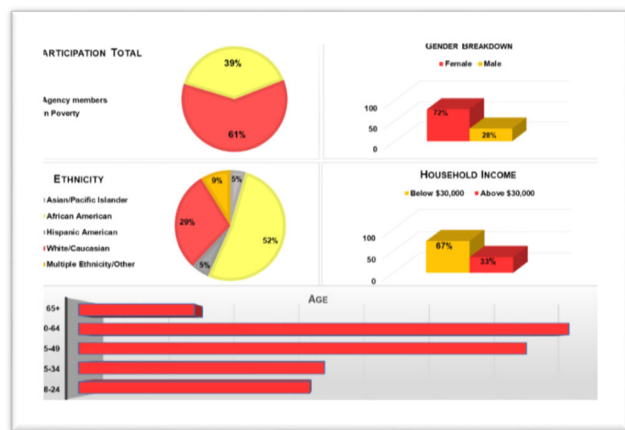 ARTICIPATION TOTAL
Agency members
n Poverty
39%
61%
GENDER BREAKDOWN
Female Male
100
50
0
72%
28%
ETHNICITY
Asian/Pacific Islander
African American
Hispanic American
White/Caucasian
Multiple Ethnicity/Other
9%
5%
29%
52%
5%
HOUSEHOLD INCOME
Below $30,000 Above $30,000
100
50
0
67%
33%
AGE
65+
0-64
5-49
5-34
8-24